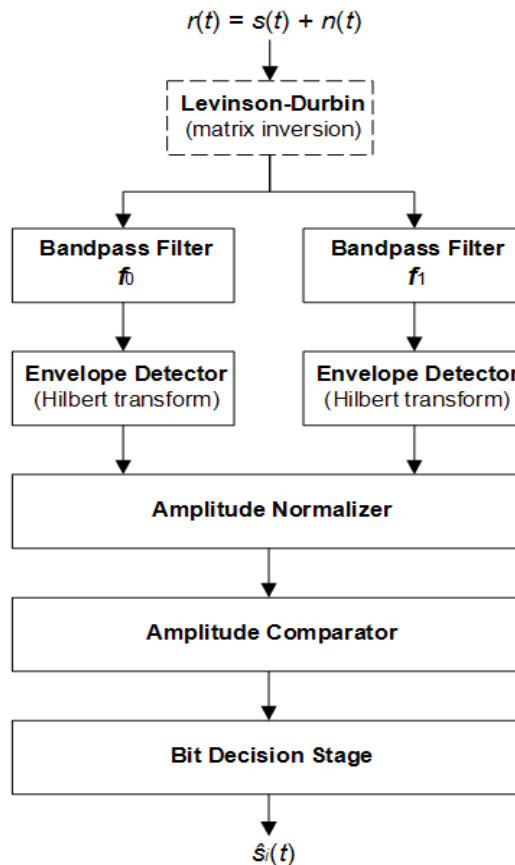 r(t) = s(t) + n(t)
Levinson-Durbin
(matrix inversion)
Bandpass Filter
f0
Bandpass Filter
f1
Envelope Detector
(Hilbert transform)
Envelope Detector
(Hilbert transform)
Amplitude Normalizer
Amplitude Comparator
Bit Decision Stage
ŝi(t)